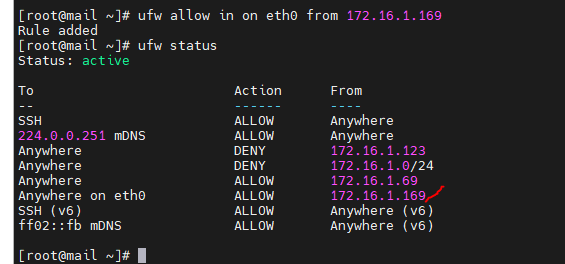 [root@mail ~]# ufw allow in on eth0 from 172.16.1.169
Rule added
[root@mail ~]# ufw status
Status: active
To Action From
-- ------ ----
SSH ALLOW Anywhere
224.0.0.251 mDNS ALLOW Anywhere
Anywhere DENY 172.16.1.123
Anywhere DENY 172.16.1.0/24
Anywhere ALLOW 172.16.1.69
Anywhere on eth0 ALLOW 172.16.1.169
SSH (v6) ALLOW Anywhere (v6)
ff02::fb mDNS ALLOW Anywhere (v6)
[root@mail ~]#